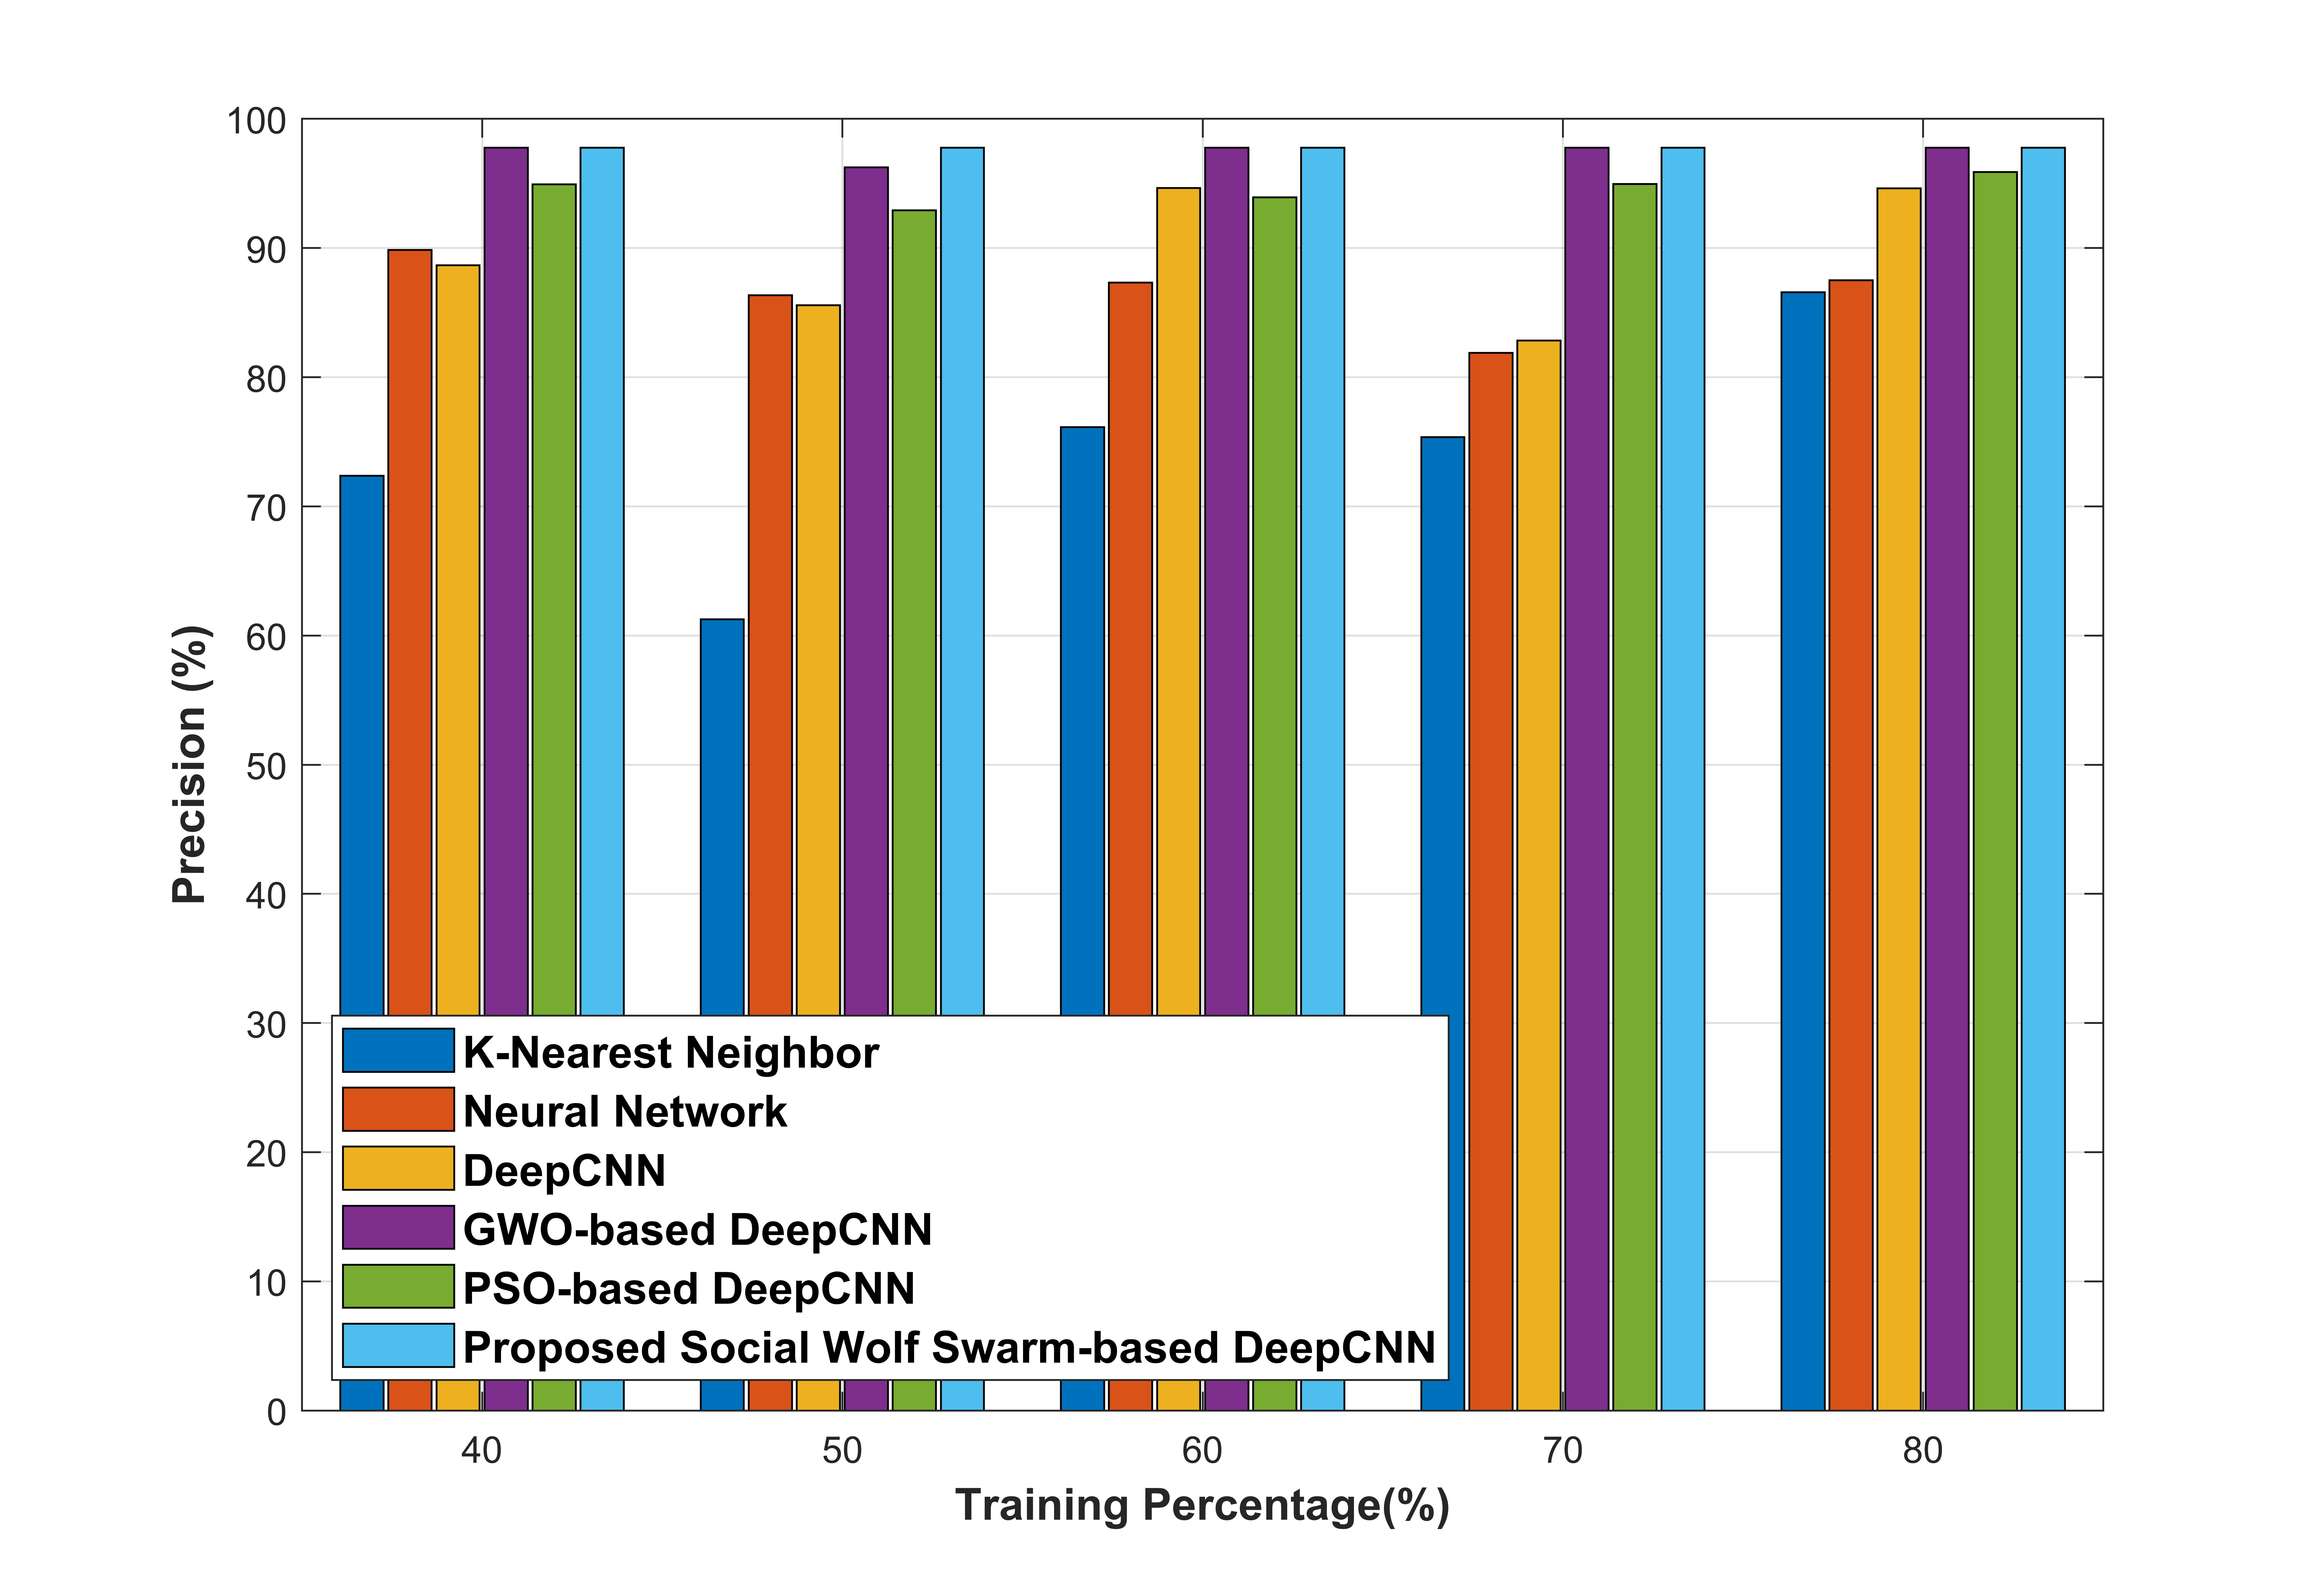 100
90
80
70
60
50
40
30
20
10
0
Precision (%)
K-Nearest Neighbor
Neural Network
DeepCNN
GWO-based DeepCNN
PSO-based DeepCNN
Proposed Social Wolf Swarm-based DeepCNN
40 50 60 70 80
Training Percentage(%)